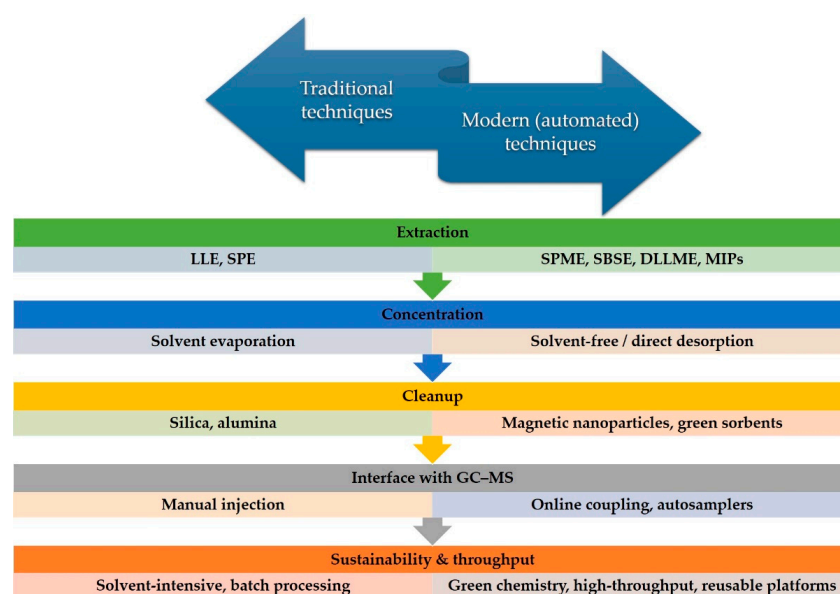 Traditional
techniques
Modern (automated)
techniques
Extraction
LLE, SPE
SPME, SBSE, DLLME, MIPs
Concentration
Solvent evaporation
Solvent-free / direct desorption
Cleanup
Silica, alumina
Magnetic nanoparticles, green sorbents
Interface with GC–MS
Manual injection
Online coupling, autosamplers
Sustainability & throughput
Solvent-intensive, batch processing
Green chemistry, high-throughput, reusable platforms